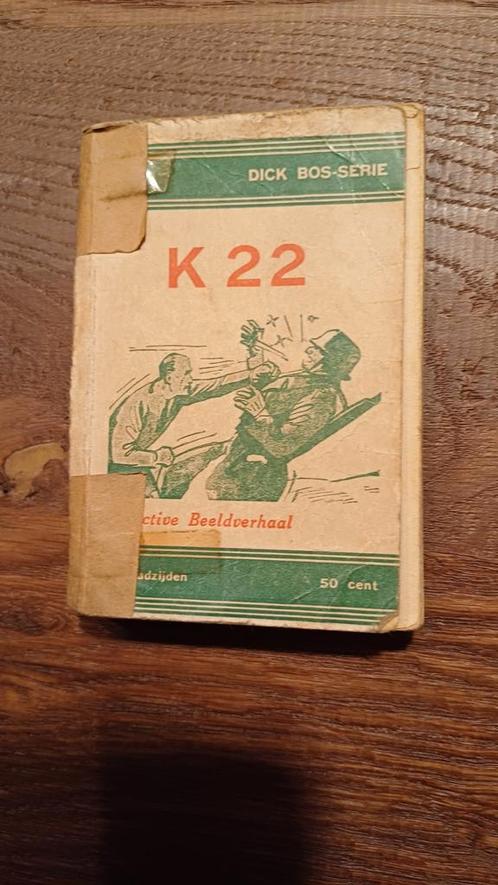 DICK BOS-SERIE
K 22
ctive Beeldverhaal
adzijden
50 cent